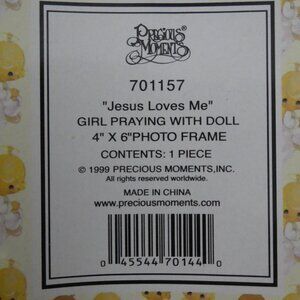 PRECIOUS
MOMENTS
701157
"Jesus Loves Me"
GIRL PRAYING WITH DOLL
4" X 6"PHOTO FRAME
CONTENTS: 1 PIECE
© 1999 PRECIOUS MOMENTS,INC.
All rights reserved worldwide.
MADE IN CHINA
www.preciousmoments.com
0 45544 70144 0